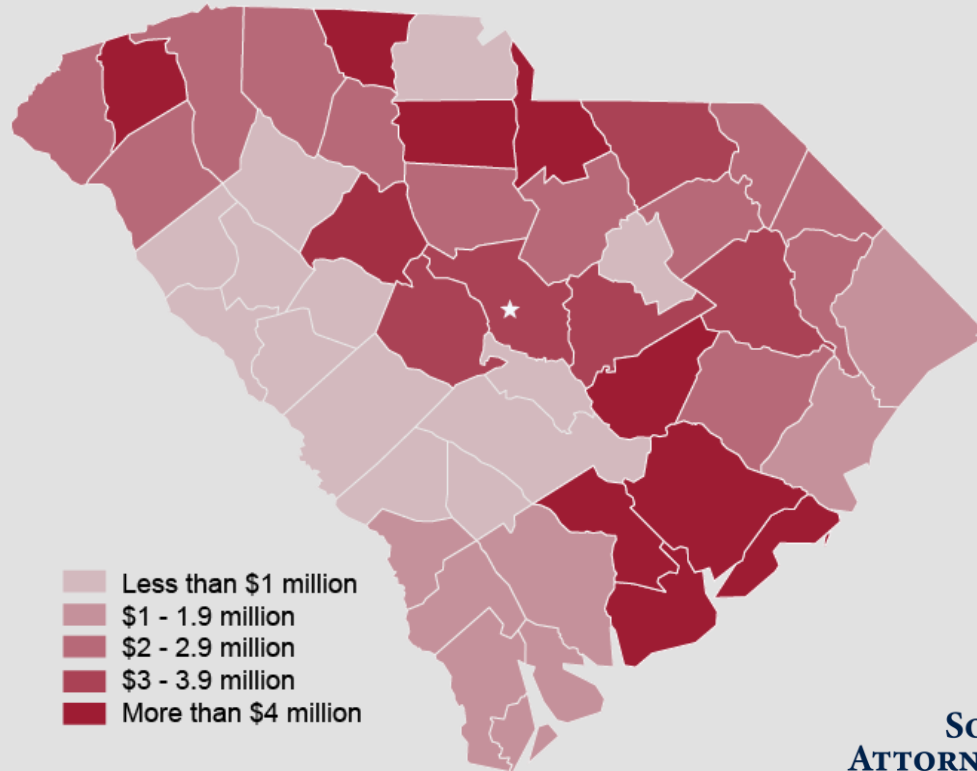 Less than $1 million
$1 - 1.9 million
$2 - 2.9 million
$3 - 3.9 million
More than $4 million